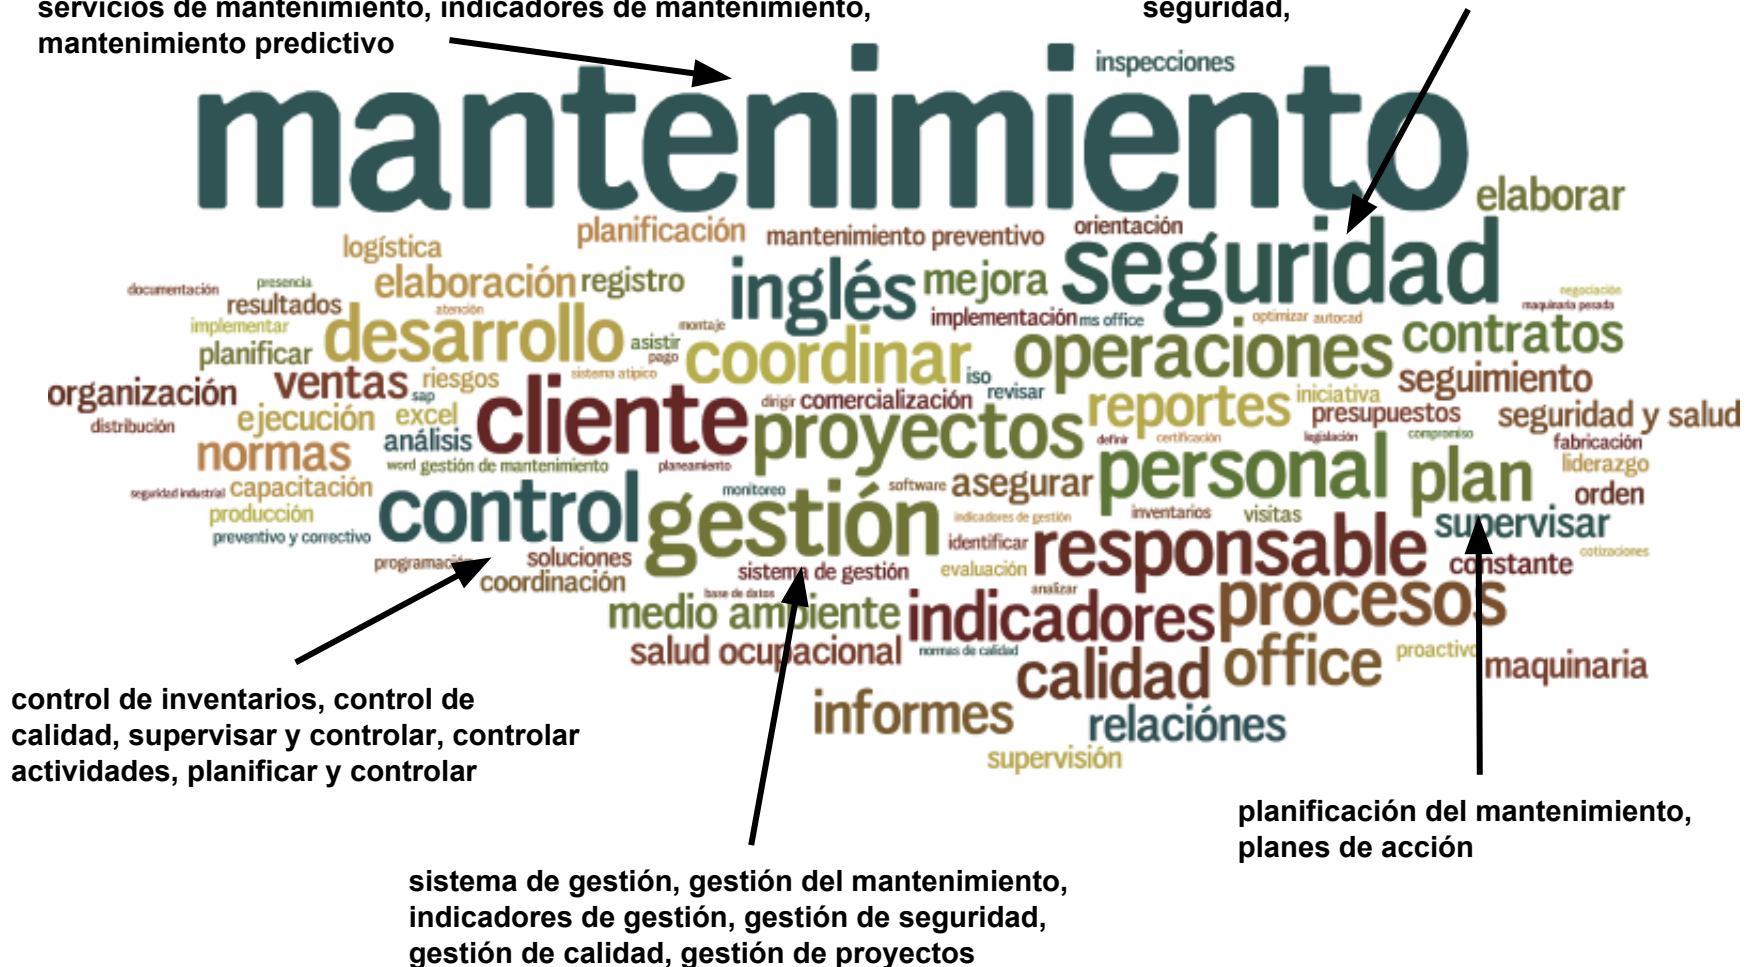 servicios de mantenimiento, indicadores de mantenimiento,
mantenimiento predictivo
seguridad,
inspecciones
mantenimiento
elaborar
planificación
mantenimiento preventivo
orientación
logística
seguridad
elaboración
registro
inglés
mejora
documentación
presencia
resultados
atención
negociación
maquinaria pesada
implementar
desarrollo
montaje
implementación
ms office
optimizar
autocad
contratos
planificar
asistir
pago
coordinar
operaciones
organización
ventas
riesgos
sistema atípico
iso
seguimiento
sap
revisar
iniciativa
distribución
ejecución
excel
cliente
dirigir
comercialización
reportes
presupuestos
seguridad y salud
análisis
proyectos
definir
certificación
legislación
compromiso
fabricación
normas
word
gestión de mantenimiento
planeamiento
personal
plan
liderazgo
seguridad industrial
capacitación
control
monitoreo
software
asegurar
orden
producción
gestión
indicadores de gestión
inventarios
visitas
supervisar
preventivo y correctivo
identificar
responsable
cotizaciones
programación
soluciones
sistema de gestión
evaluación
constante
coordinación
base de datos
analizar
procesos
medio ambiente
indicadores
salud ocupacional
normas de calidad
calidad
office
proactivo
maquinaria
informes
relaciónes
supervisión
control de inventarios, control de
calidad, supervisar y controlar, controlar
actividades, planificar y controlar
planificación del mantenimiento,
planes de acción
sistema de gestión, gestión del mantenimiento,
indicadores de gestión, gestión de seguridad,
gestión de calidad, gestión de proyectos